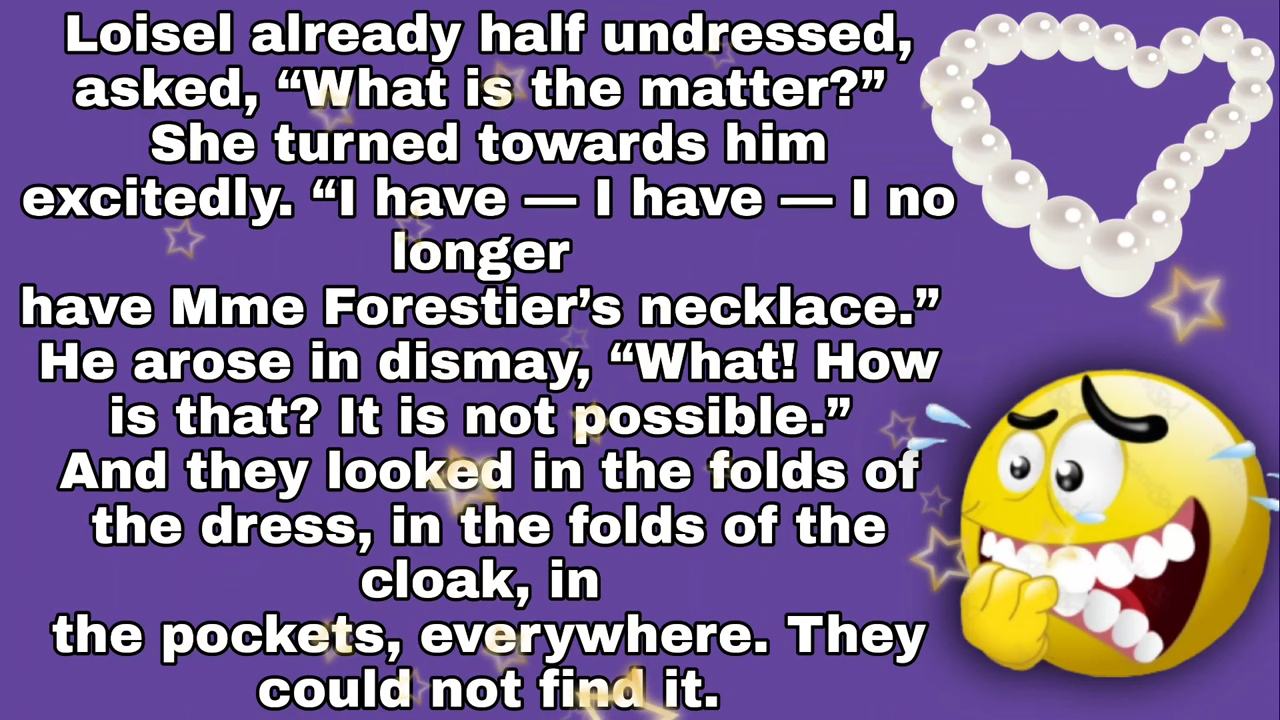 Loisel already half undressed,
asked, “What is the matter?”
She turned towards him
excitedly. “I have — I have — I no
longer
have Mme Forestier’s necklace.”
He arose in dismay, “What! How
is that? It is not possible.”
And they looked in the folds of
the dress, in the folds of the
cloak, in
the pockets, everywhere. They
could not find it.